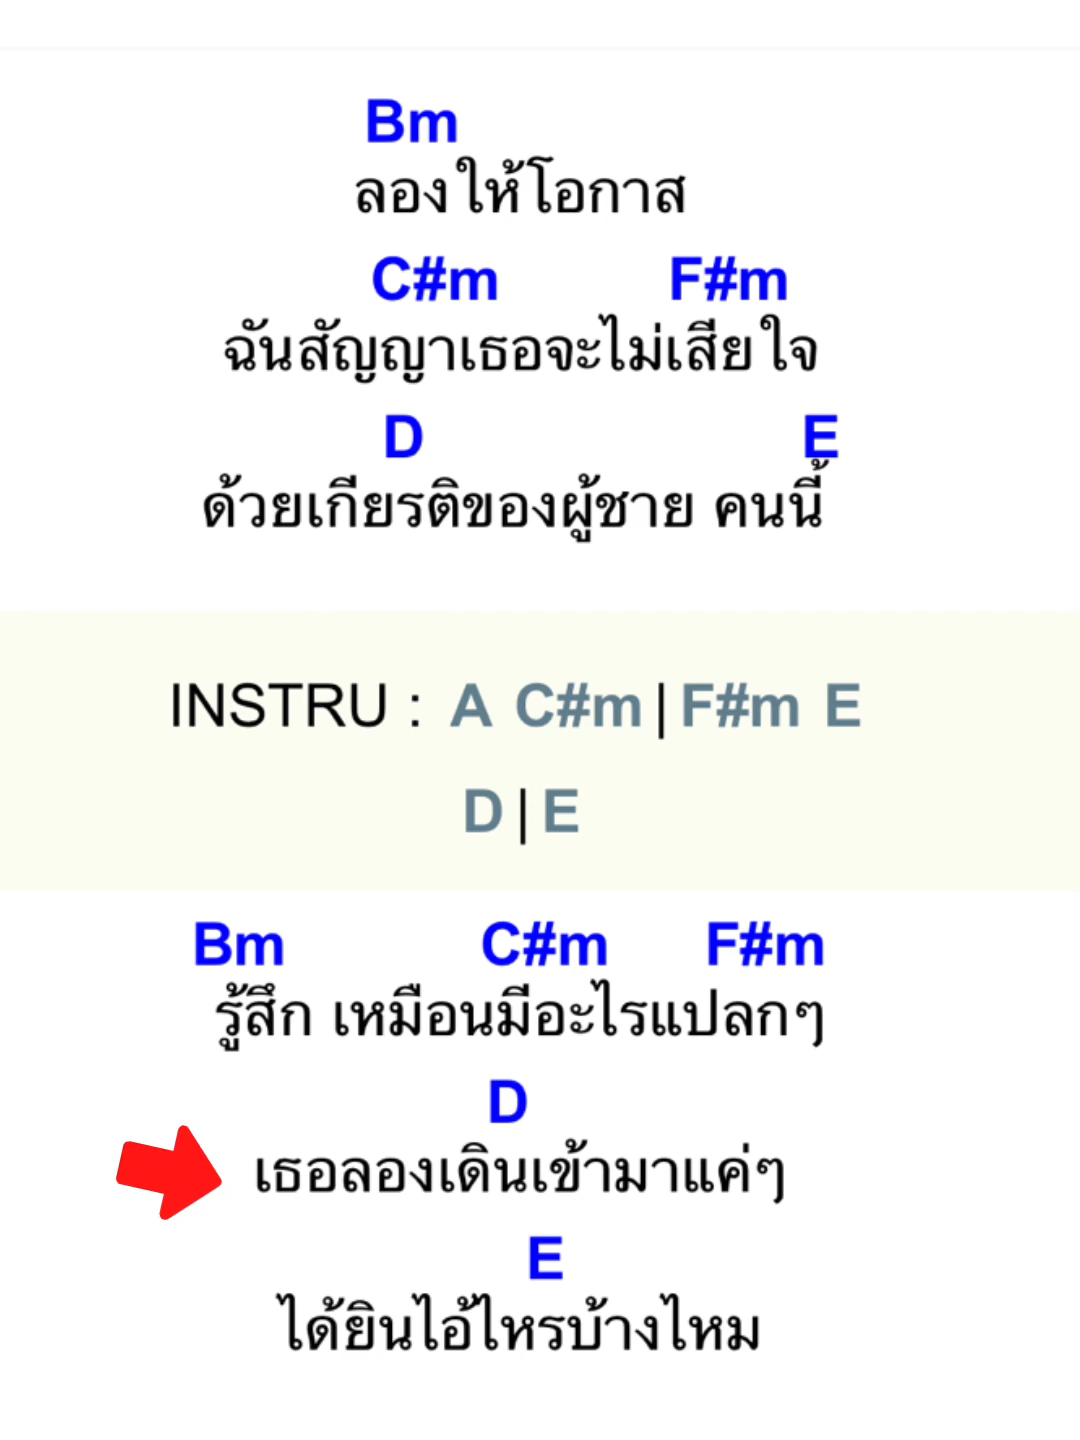 Bm
ลองให้โอกาส
C#m F#m
ฉันสัญญาเธอจะไม่เสียใจ
D E
ด้วยเกียรติของผู้ชาย คนนี้
INSTRU : A C#m | F#m E
D | E
Bm C#m F#m
รู้สึก เหมือนมีอะไรแปลกๆ
D
เธอลองเดินเข้ามาแค่ๆ
E
ได้ยินไอ้ไหรบ้างไหม